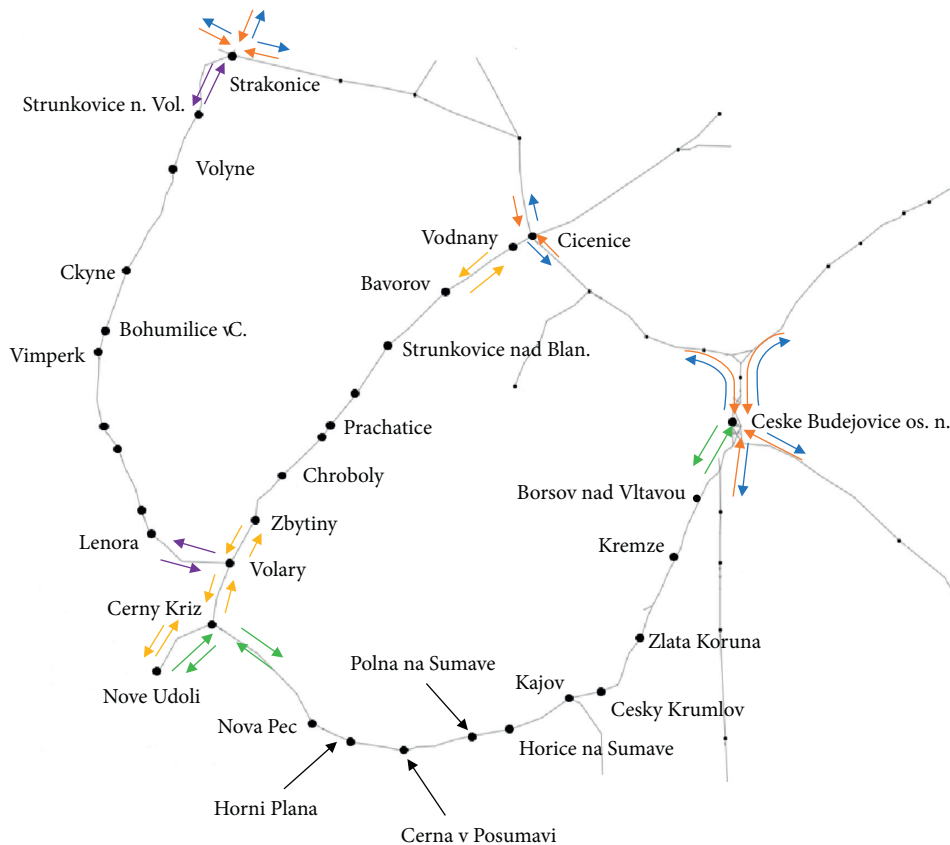 Strakonice
Strunkovice n. Vol.
Volyne
Vodnany
Cicenice
Ckyne
Bavorov
Bohumilice v C.
Vimperk
Strunkovice nad Blan.
Prachatice
Ceske Budejovice os. n.
Chroboly
Borsov nad Vltavou
Zbytiny
Lenora
Kremze
Volary
Cerny Kriz
Zlata Koruna
Polna na Sumave
Kajov
Nove Udoli
Cesky Krumlov
Nova Pec
Horice na Sumave
Horni Plana
Cerna v Posumavi